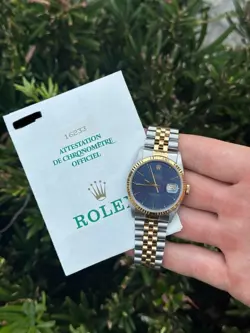 16233
ATTESTATION
DE CHRONOMÈTRE
OFFICIEL
ROLEX